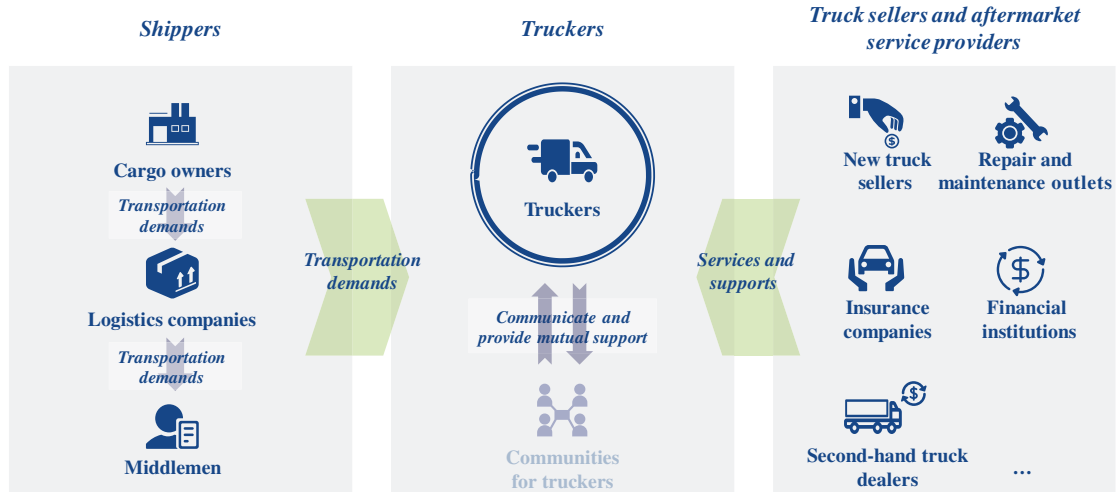 Shippers
Cargo owners
Transportation
demands
Logistics companies
Transportation
demands
Middlemen
Transportation
demands
Truckers
Truckers
Communicate and
provide mutual support
Communities
for truckers
Services and
supports
Truck sellers and aftermarket
service providers
New truck
sellers
Repair and
maintenance outlets
Insurance
companies
Financial
institutions
Second-hand truck
dealers
...